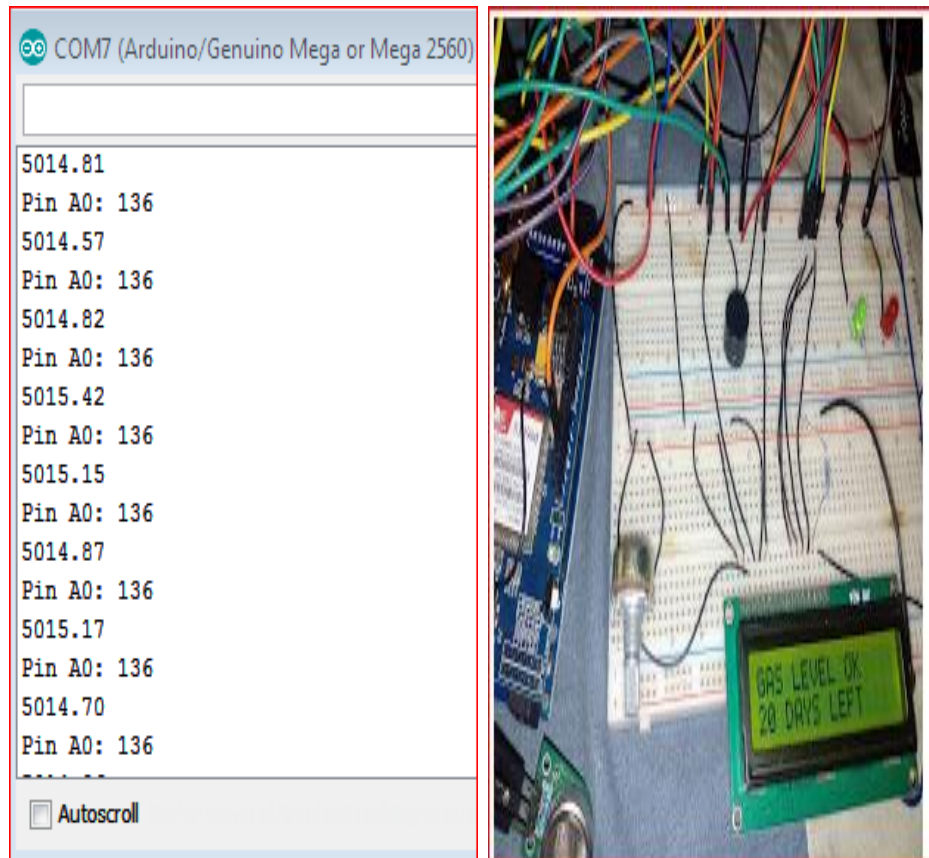 COM7 (Arduino/Genuino Mega or Mega 2560)
5014.81
Pin A0: 136
5014.57
Pin A0: 136
5014.82
Pin A0: 136
5015.42
Pin A0: 136
5015.15
Pin A0: 136
5014.87
Pin A0: 136
5015.17
Pin A0: 136
5014.70
Pin A0: 136
Autoscroll
GAS LEVEL OK
20 DAYS LEFT